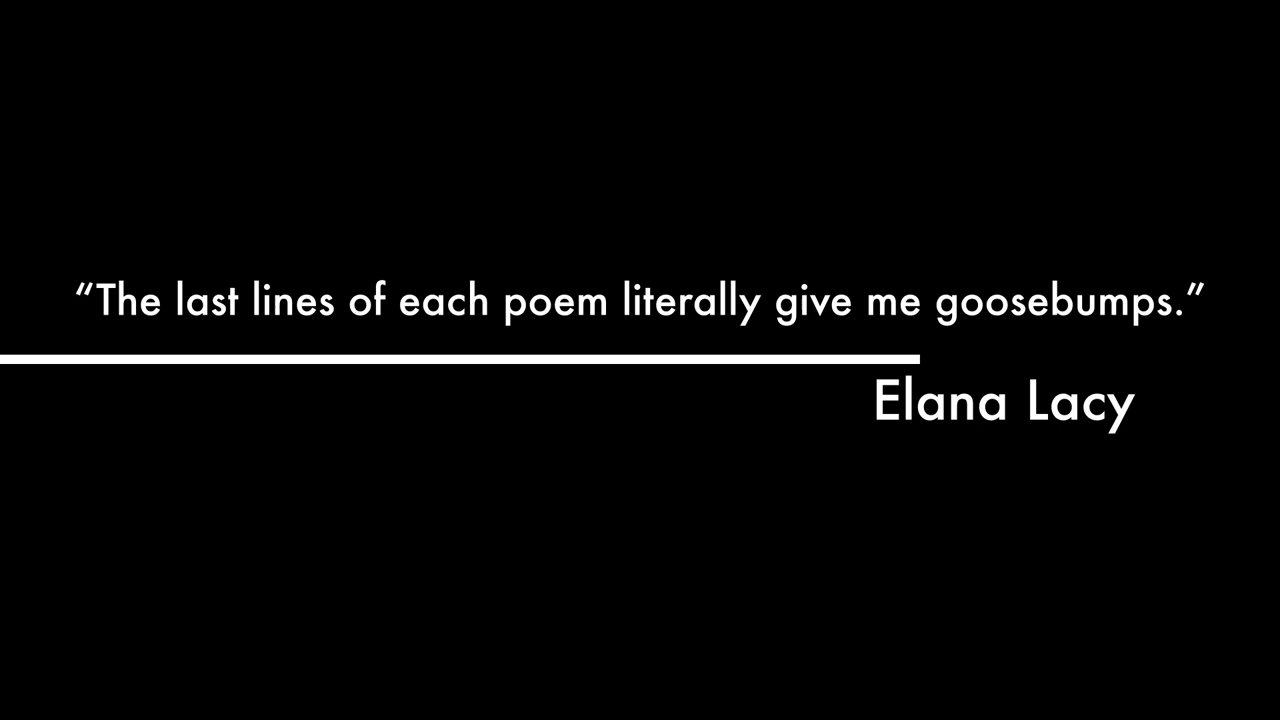 “The last lines of each poem literally give me goosebumps.”
Elana Lacy